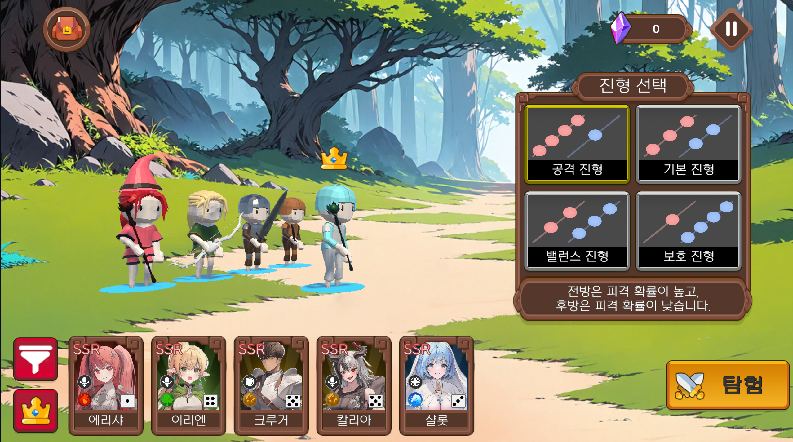 0
진형 선택
공격 진형
기본 진형
밸런스 진형
보호 진형
전방은 피격 확률이 높고,
후방은 피격 확률이 낮습니다.
SSR
SSR
SSR
SSR
SSR
에리샤
이리엔
크루거
칼리아
샬롯
탐험